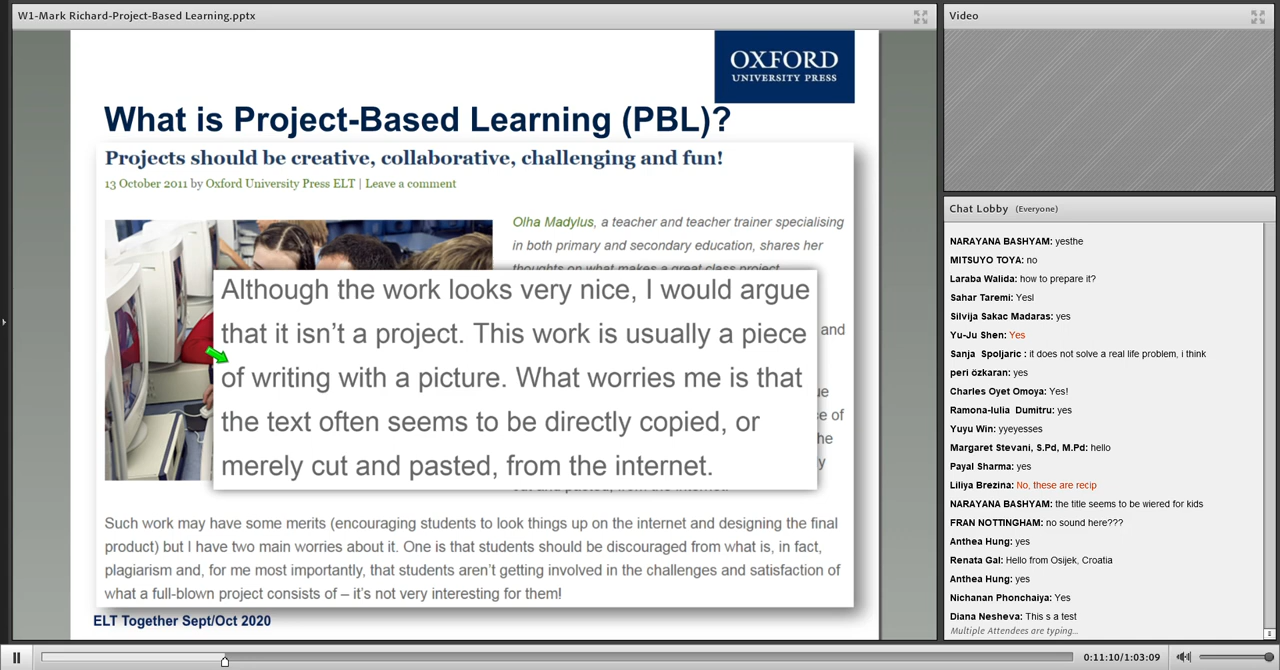 W1-Mark Richard-Project-Based Learning.pptx
OXFORD
UNIVERSITY PRESS
What is Project-Based Learning (PBL)?
Projects should be creative, collaborative, challenging and fun!
13 October 2011 by Oxford University Press ELT | Leave a comment
Olha Madylus, a teacher and teacher trainer specialising
in both primary and secondary education, shares her
thoughts on what makes a great class project
Although the work looks very nice, I would argue
that it isn't a project. This work is usually a piece
of writing with a picture. What worries me is that
the text often seems to be directly copied, or
merely cut and pasted, from the internet.
and
of
Such work may have some merits (encouraging students to look things up on the internet and designing the final
product) but I have two main worries about it. One is that students should be discouraged from what is, in fact,
plagiarism and, for me most importantly, that students aren't getting involved in the challenges and satisfaction of
what a full-blown project consists of – it's not very interesting for them!
ELT Together Sept/Oct 2020
Video
Chat Lobby (Everyone)
NARAYANA BASHYAM: yesthe
MITSUYO TOYA: no
Laraba Walida: how to prepare it?
Sahar Taremi: Yesl
Silvija Sakac Madaras: yes
Yu-Ju Shen: Yes
Sanja Spoljaric : it does not solve a real life problem, i think
peri özkaran: yes
Charles Oyet Omoya: Yes!
Ramona-Iulia Dumitru: yes
Yuyu Win: yyeyesses
Margaret Stevani, S.Pd, M.Pd: hello
Payal Sharma: yes
Liliya Brezina: No, these are recip
NARAYANA BASHYAM: the title seems to be wiered for kids
FRAN NOTTINGHAM: no sound here???
Anthea Hung: yes
Renata Gal: Hello from Osijek, Croatia
Anthea Hung: yes
Nichanan Phonchaiya: Yes
Diana Nesheva: This s a test
Multiple Attendees are typing...
0:11:10/1:03:09